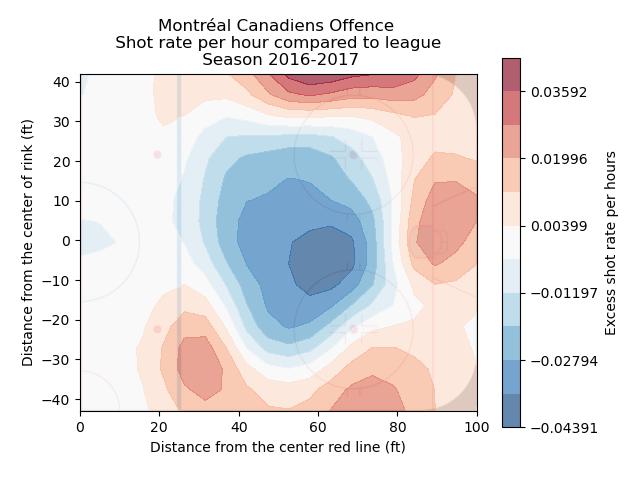 Montréal Canadiens Offence
Shot rate per hour compared to league
Season 2016-2017
Distance from the center of rink (ft)
40
30
20
10
0
−10
−20
−30
−40
0 20 40 60 80 100
Distance from the center red line (ft)
0.03592
0.01996
0.00399
−0.01197
−0.02794
−0.04391
Excess shot rate per hours